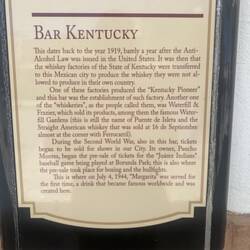 BAR KENTUCKY
This dates back to the year 1919, barely a year after the Anti-
Alcohol Law was issued in the United States. It was then that
the whiskey factories of the State of Kentucky were transferred
to this Mexican city to produce the whiskey they were not al-
lowed to produce in their own country.
One of these factories produced the "Kentucky Pioneer"
and this bar was the establishment of such factory. Another one
of the "whiskeries", as the people called them, was Waterfill &
Frazier, which sold its products, among them the famous Water-
fill Gardens (this is still the name of Puente de Isleta and the
Straight American whiskey that was sold at 16 de Septiembre
almost at the corner with Ferrocarril).
During the Second World War, also in this bar, tickets
began to be sold for shows in our City. Its owner, Pancho
Montes, began the pre-sale of tickets for the "Juárez Indians"
baseball game being played at Borunda Park; this is also where
the pre-sale took place for boxing and the bullfights.
This is where on July 4, 1944, "Margarita" was served for
the first time, a drink that became famous worldwide and was
created here.